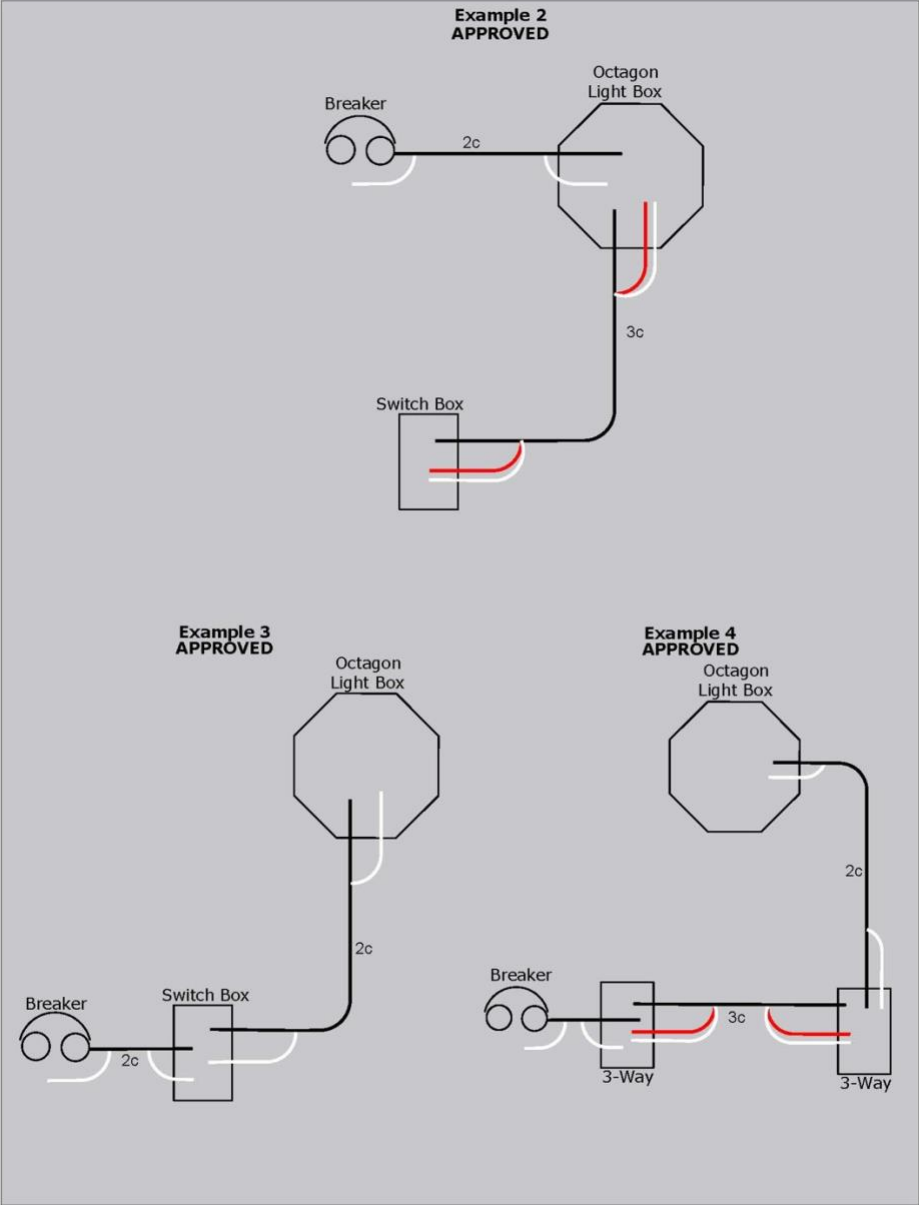 Example 2
APPROVED
Octagon
Light Box
Breaker
2c
3c
Switch Box
Example 3
APPROVED
Octagon
Light Box
2c
Switch Box
Breaker
2c
Example 4
APPROVED
Octagon
Light Box
2c
Breaker
3c
3-Way
3-Way